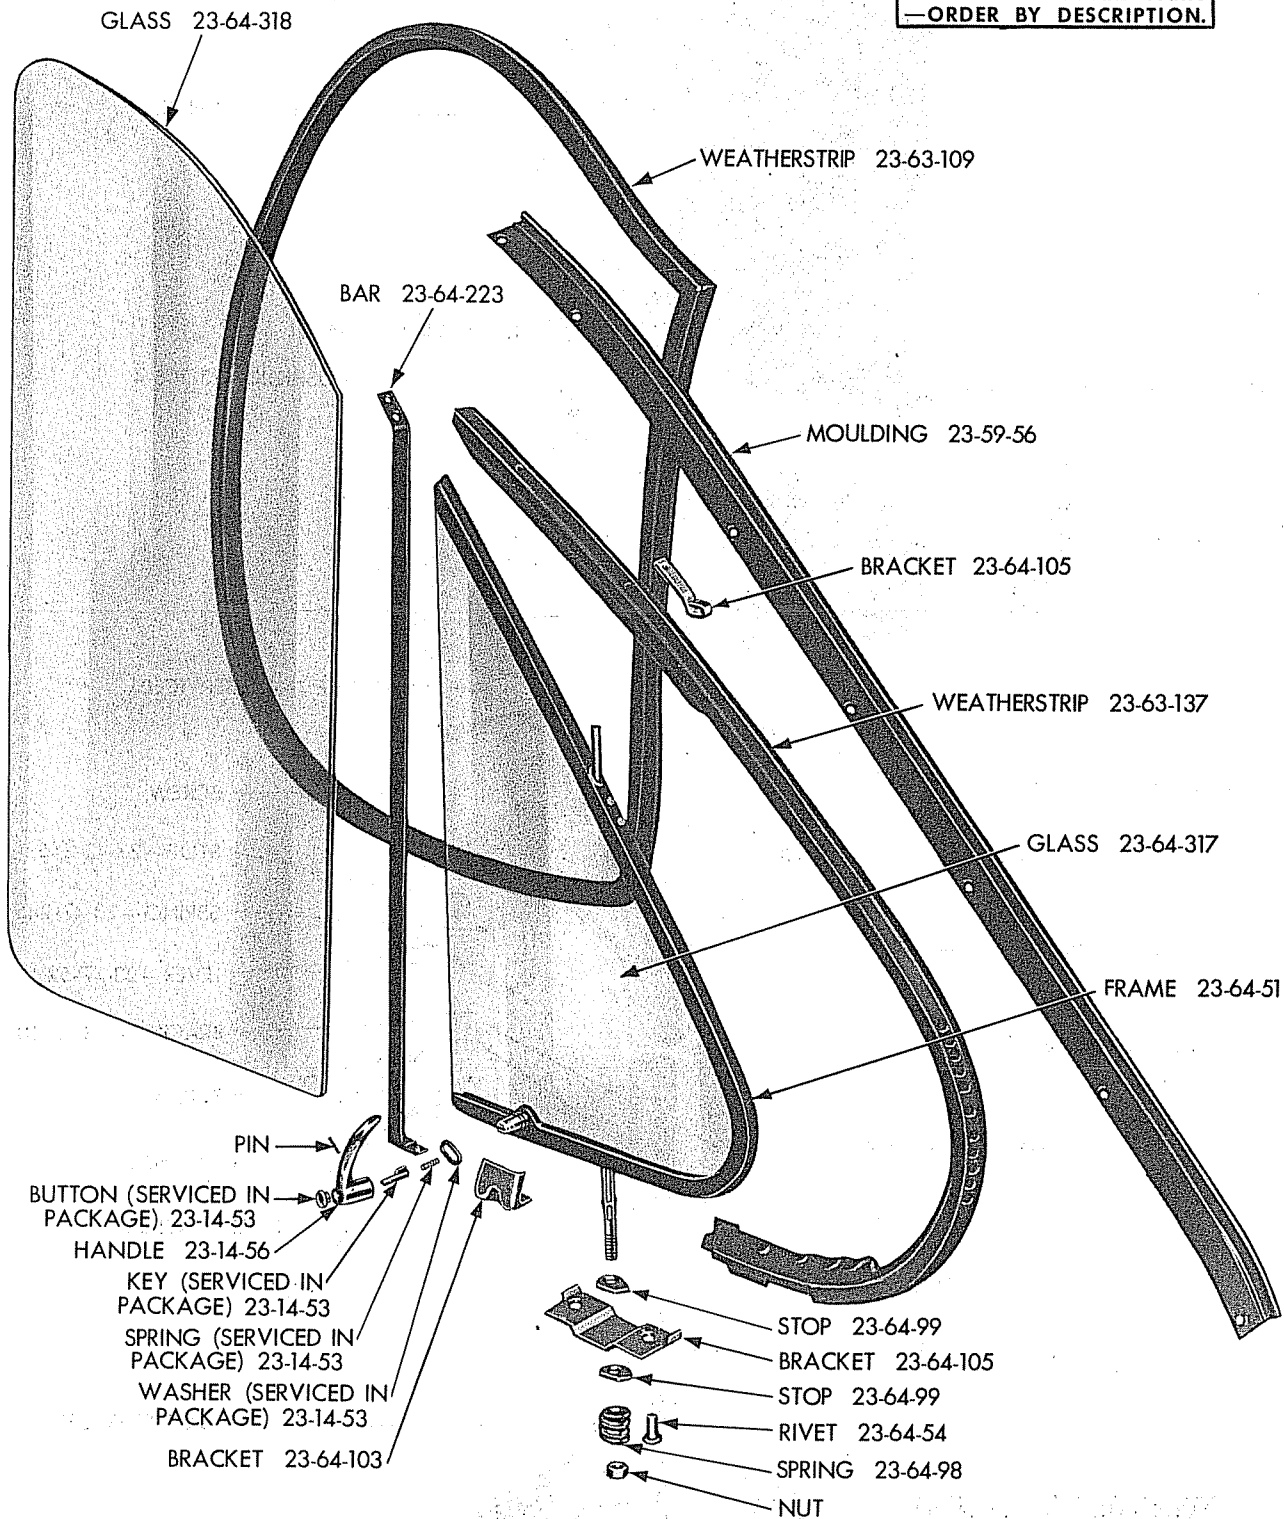 —ORDER BY DESCRIPTION.
GLASS 23-64-318
WEATHERSTRIP 23-63-109
BAR 23-64-223
MOULDING 23-59-56
BRACKET 23-64-105
WEATHERSTRIP 23-63-137
GLASS 23-64-317
FRAME 23-64-51
PIN
BUTTON (SERVICED IN
PACKAGE) 23-14-53
HANDLE 23-14-56
KEY (SERVICED IN
PACKAGE) 23-14-53
SPRING (SERVICED IN
PACKAGE) 23-14-53
WASHER (SERVICED IN
PACKAGE) 23-14-53
BRACKET 23-64-103
STOP 23-64-99
BRACKET 23-64-105
STOP 23-64-99
RIVET 23-64-54
SPRING 23-64-98
NUT